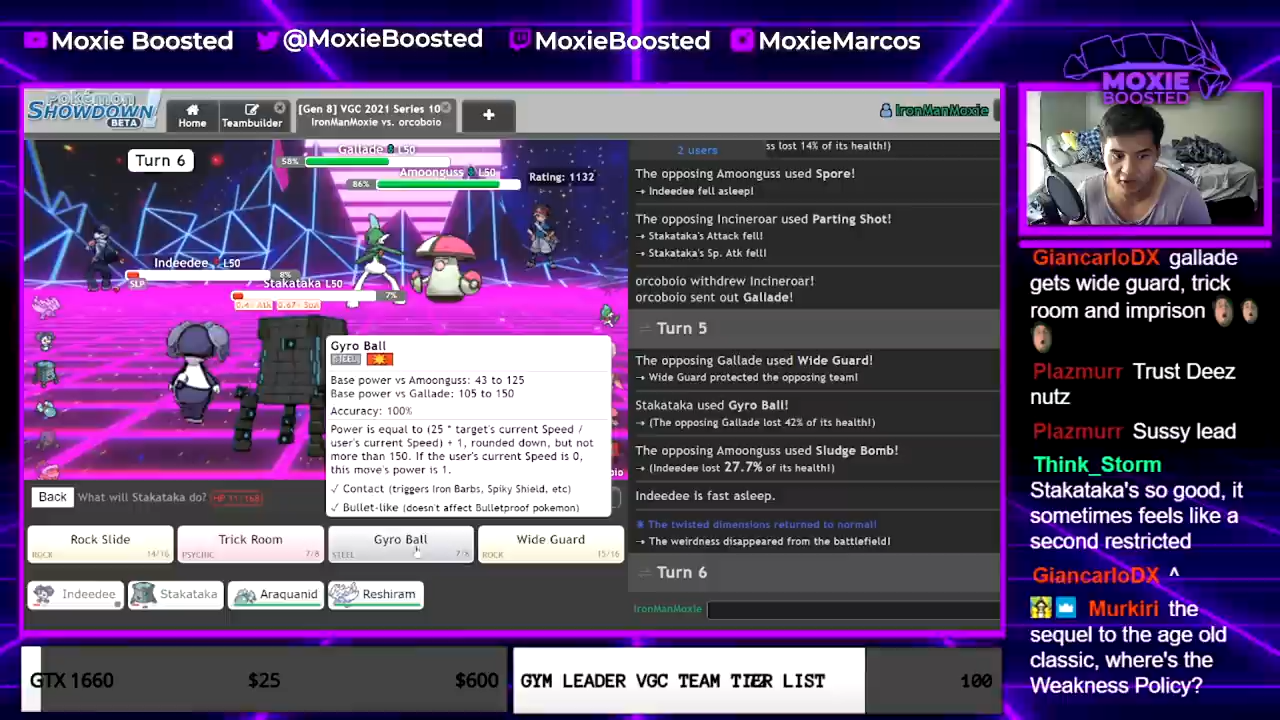 Moxie Boosted
@MoxieBoosted
MoxieBoosted
MoxieMarcos
MOXIE
BOOSTED
Pokémon
SHOWDOWN
BETA
Home
Teambuilder
[Gen 8] VGC 2021 Series 10
IronManMoxie vs. orcoboio
+
IronManMoxie
Turn 6
Gallade L50
58%
Amoonguss L50
86%
Rating: 1132
Indeedee L50
8%
SLP
Stakataka L50
7%
Gyro Ball
STEEL
Base power vs Amoonguss: 43 to 125
Base power vs Gallade: 105 to 150
Accuracy: 100%
Power is equal to (25 * target's current Speed /
user's current Speed) + 1, rounded down, but not
more than 150. If the user's current Speed is 0,
this move's power is 1.
✓ Contact (triggers Iron Barbs, Spiky Shield, etc)
✓ Bullet-like (doesn't affect Bulletproof pokemon)
Back
What will Stakataka do?
HP 11/168
Rock Slide
ROCK 14/16
Trick Room
PSYCHIC 7/8
Gyro Ball
STEEL 7/8
Wide Guard
ROCK 15/16
Indeedee
Stakataka
Araquanid
Reshiram
2 users
ss lost 14% of its health!)
The opposing Amoonguss used Spore!
→ Indeedee fell asleep!
The opposing Incineroar used Parting Shot!
→ Stakataka's Attack fell!
→ Stakataka's Sp. Atk fell!
orcoboio withdrew Incineroar!
orcoboio sent out Gallade!
Turn 5
The opposing Gallade used Wide Guard!
→ Wide Guard protected the opposing team!
Stakataka used Gyro Ball!
→ (The opposing Gallade lost 42% of its health!)
The opposing Amoonguss used Sludge Bomb!
→ (Indeedee lost 27.7% of its health!)
Indeedee is fast asleep.
The twisted dimensions returned to normal!
→ The weirdness disappeared from the battlefield!
Turn 6
IronManMoxie
GiancarloDX gallade
gets wide guard, trick
room and imprison
Plazmurr Trust Deez
nutz
Plazmurr Sussy lead
Think_Storm
Stakataka's so good, it
sometimes feels like a
second restricted
GiancarloDX ^
Murkiri the
sequel to the age old
classic, where's the
Weakness Policy?
GTX 1660
$25
$600
GYM LEADER VGC TEAM TIER LIST
100